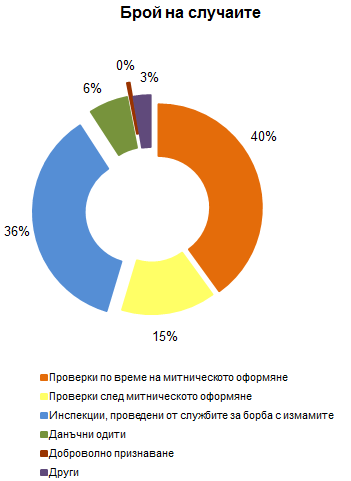 Брой на случаите
0%
3%
6%
40%
36%
15%
Проверки по време на митническото оформяне
Проверки след митническото оформяне
Инспекции, проведени от службите за борба с измамите
Данъчни одити
Доброволно признаване
Други